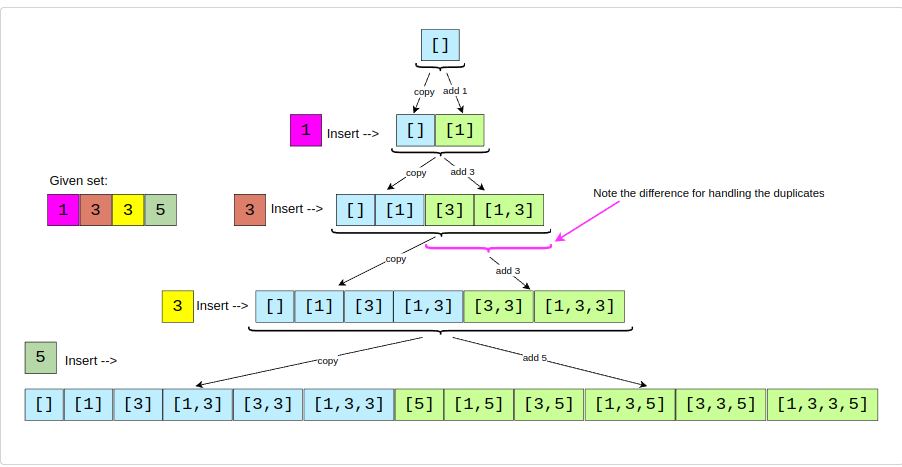 []
copy add 1
1 Insert --> [] [1]
copy add 3
Given set:
1 3 3 5
3 Insert --> [] [1] [3] [1,3]
Note the difference for handling the duplicates
copy
add 3
3 Insert --> [] [1] [3] [1,3] [3,3] [1,3,3]
5 Insert -->
copy add 5
[] [1] [3] [1,3] [3,3] [1,3,3] [5] [1,5] [3,5] [1,3,5] [3,3,5] [1,3,3,5]